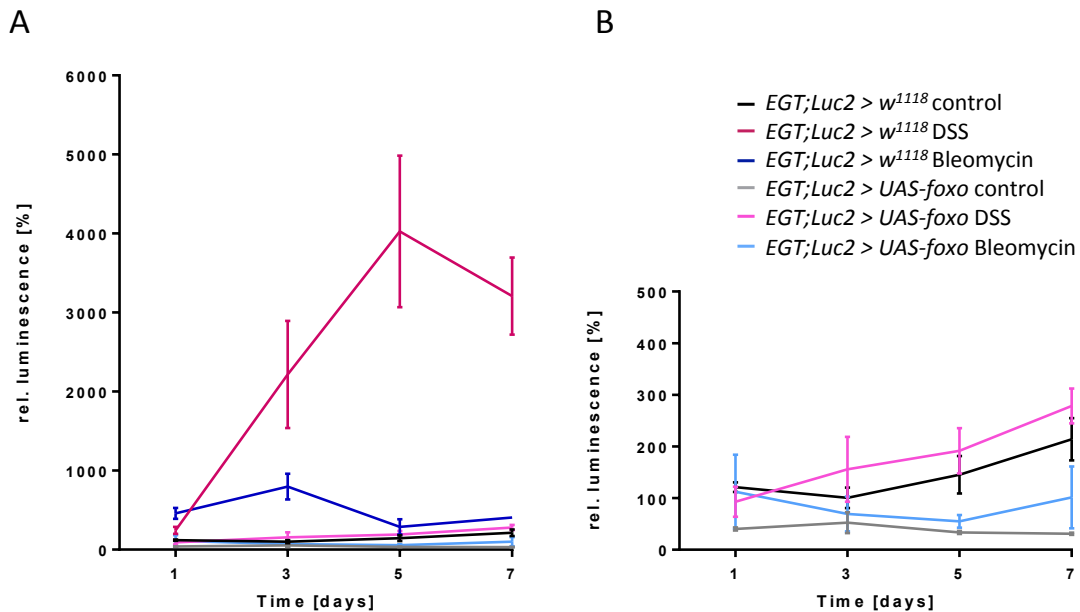 A
6000
5000
4000
3000
2000
1000
0
rel. luminescence [%]
1 3 5 7
Time [days]
B
EGT;Luc2 > w¹¹¹⁸ control
EGT;Luc2 > w¹¹¹⁸ DSS
EGT;Luc2 > w¹¹¹⁸ Bleomycin
EGT;Luc2 > UAS-foxo control
EGT;Luc2 > UAS-foxo DSS
EGT;Luc2 > UAS-foxo Bleomycin
500
400
300
200
100
0
rel. luminescence [%]
1 3 5 7
Time [days]